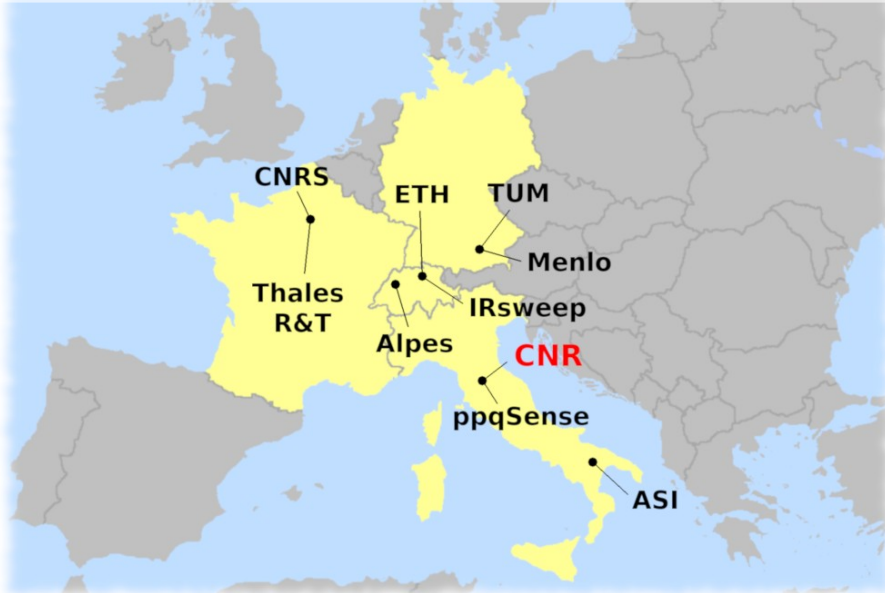 CNRS
ETH
TUM
Menlo
Thales
R&T
IRsweep
Alpes
CNR
ppqSense
ASI